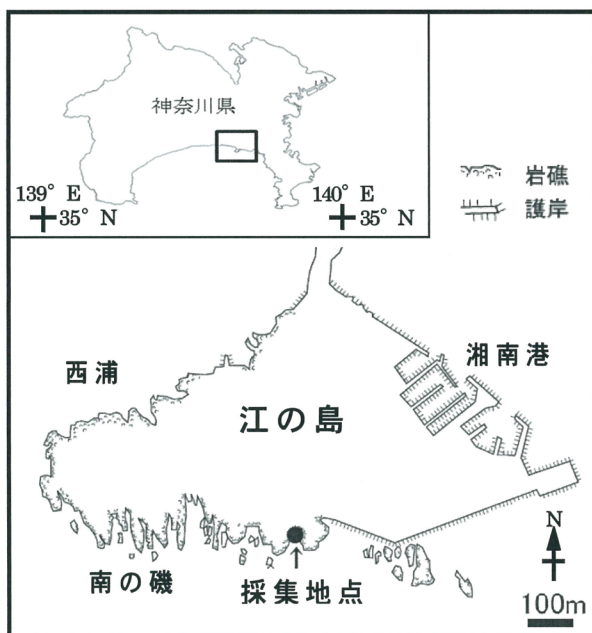 神奈川県
139° E
35° N
140° E
35° N
岩礁
護岸
西浦
湘南港
江の島
南の磯
採集地点
N
100m